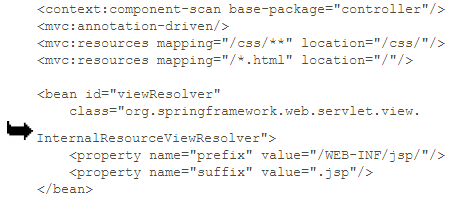 <context:component-scan base-package="controller"/>
<mvc:annotation-driven/>
<mvc:resources mapping="/css/**" location="/css/"/>
<mvc:resources mapping="/*.html" location="/"/>
<bean id="viewResolver"
class="org.springframework.web.servlet.view.
InternalResourceViewResolver">
<property name="prefix" value="/WEB-INF/jsp/"/>
<property name="suffix" value=".jsp"/>
</bean>